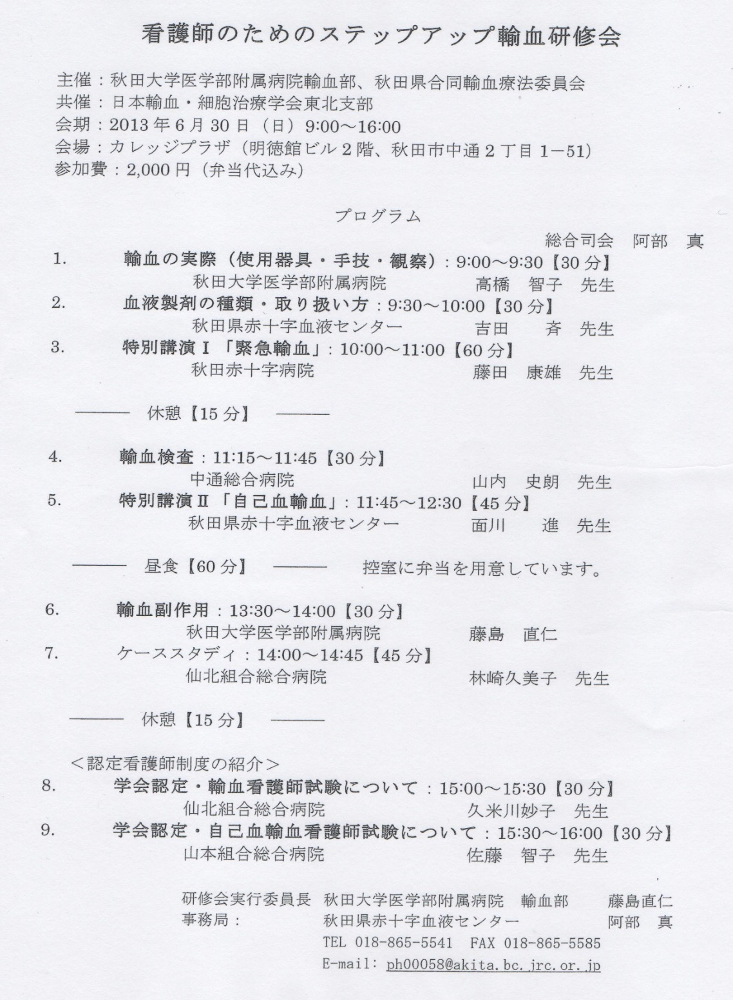 看護師のためのステップアップ輸血研修会
主催：秋田大学医学部附属病院輸血部、秋田県合同輸血療法委員会
共催：日本輸血・細胞治療学会東北支部
会期：2013年6月30日（日）9:00～16:00
会場：カレッジプラザ（明徳館ビル2階、秋田市中通2丁目1－51）
参加費：2,000円（弁当代込み）
プログラム
総合司会　阿部　真
1.　輸血の実際（使用器具・手技・観察）：9:00～9:30【30分】
秋田大学医学部附属病院　高橋　智子　先生
2.　血液製剤の種類・取り扱い方：9:30～10:00【30分】
秋田県赤十字血液センター　吉田　斉　先生
3.　特別講演Ⅰ「緊急輸血」：10:00～11:00【60分】
秋田赤十字病院　藤田　康雄　先生
――― 休憩【15分】 ―――
4.　輸血検査：11:15～11:45【30分】
中通総合病院　山内　史朗　先生
5.　特別講演Ⅱ「自己血輸血」：11:45～12:30【45分】
秋田県赤十字血液センター　面川　進　先生
――― 昼食【60分】 ―――　控室に弁当を用意しています。
6.　輸血副作用：13:30～14:00【30分】
秋田大学医学部附属病院　藤島　直仁
7.　ケーススタディ：14:00～14:45【45分】
仙北組合総合病院　林崎久美子　先生
――― 休憩【15分】 ―――
＜認定看護師制度の紹介＞
8.　学会認定・輸血看護師試験について：15:00～15:30【30分】
仙北組合総合病院　久米川妙子　先生
9.　学会認定・自己血輸血看護師試験について：15:30～16:00【30分】
山本組合総合病院　佐藤　智子　先生
研修会実行委員長　秋田大学医学部附属病院　輸血部　藤島直仁
事務局：　秋田県赤十字血液センター　阿部　真
TEL 018-865-5541　FAX 018-865-5585
E-mail: ph00058@akita.bc.jrc.or.jp